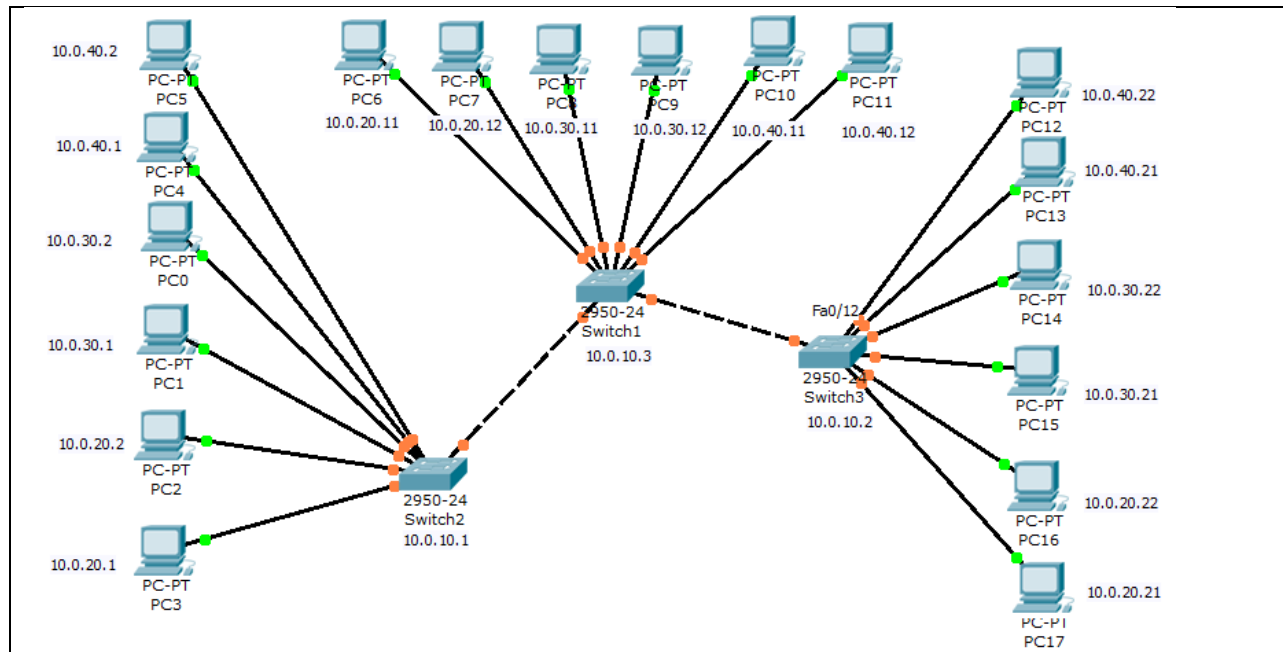 10.0.40.2
PC-PT
PC5
10.0.40.1
PC-PT
PC4
10.0.30.2
PC-PT
PC0
10.0.30.1
PC-PT
PC1
10.0.20.2
PC-PT
PC2
10.0.20.1
PC-PT
PC3
PC-PT
PC6
10.0.20.11
PC-PT
PC7
10.0.20.12
PC-PT
PC8
10.0.30.11
PC-PT
PC9
10.0.30.12
PC-PT
PC10
10.0.40.11
PC-PT
PC11
10.0.40.12
2950-24
Switch1
10.0.10.3
2950-24
Switch2
10.0.10.1
Fa0/12
2950-24
Switch3
10.0.10.2
PC-PT
PC12
10.0.40.22
PC-PT
PC13
10.0.40.21
PC-PT
PC14
10.0.30.22
PC-PT
PC15
10.0.30.21
PC-PT
PC16
10.0.20.22
PC-PT
PC17
10.0.20.21